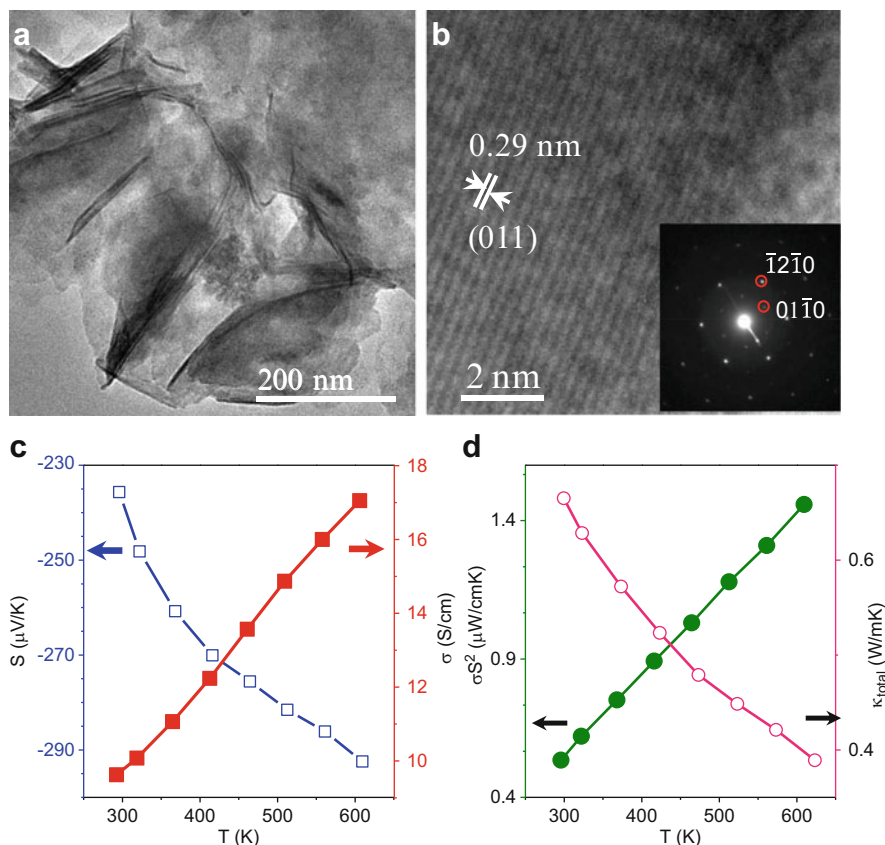 a
200 nm
b
0.29 nm
(011)
2 nm
1̅21̅0
011̅0
c
-230
-250
-270
-290
S (μV/K)
300
400
500
600
T (K)
18
16
14
12
10
σ (S/cm)
d
1.4
0.9
0.4
σS² (μW/cmK)
300
400
500
600
T (K)
0.6
0.4
κtotal (W/mK)